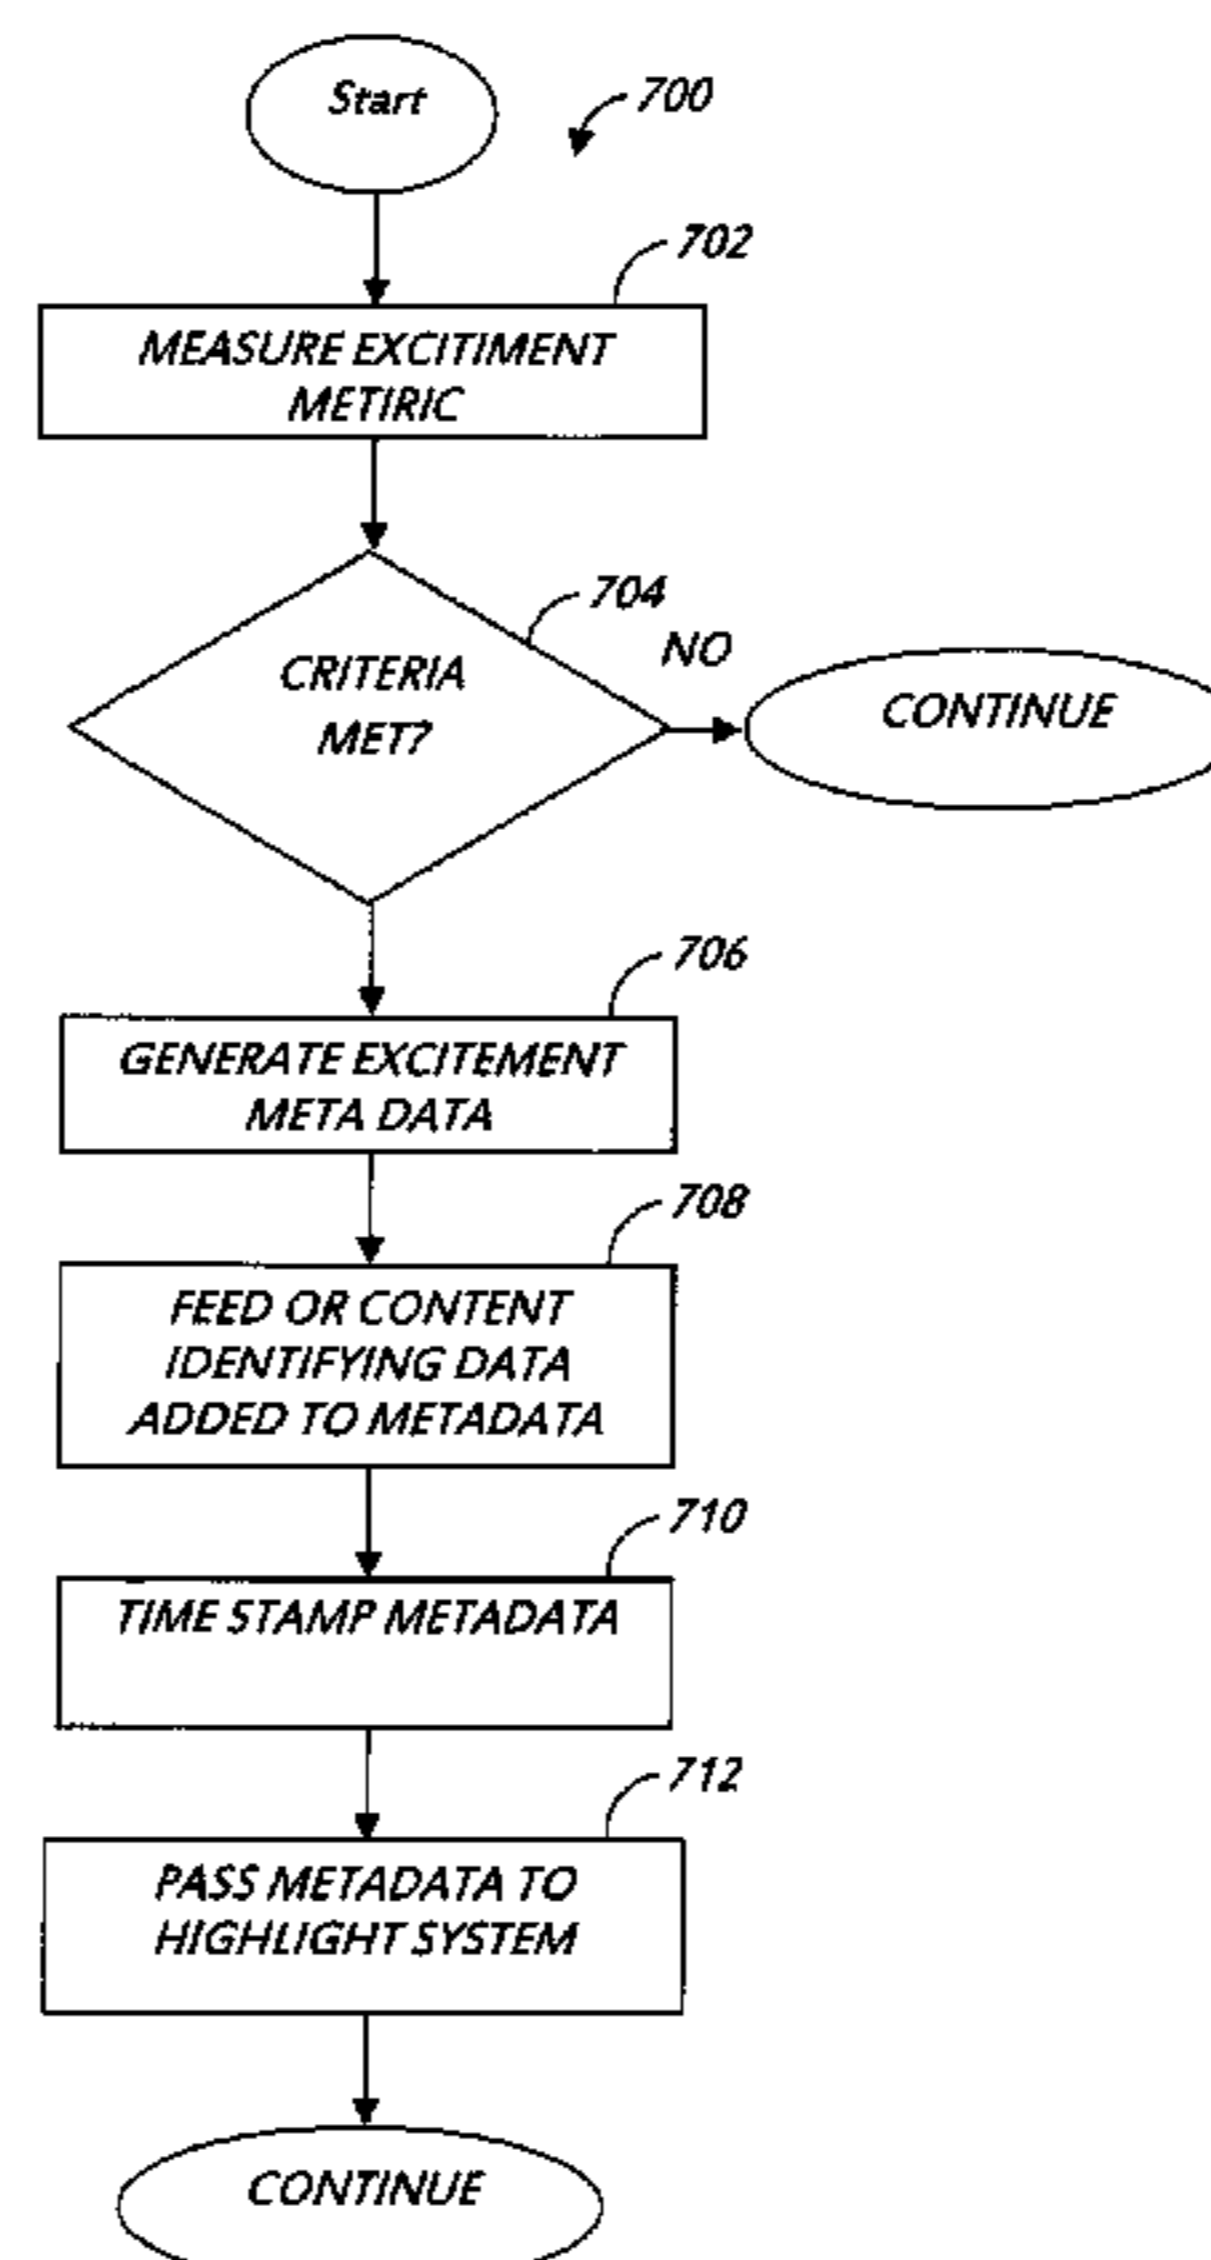 Start
700
702
MEASURE EXCITIMENT
METIRIC
704
CRITERIA
MET?
NO
CONTINUE
706
GENERATE EXCITEMENT
META DATA
708
FEED OR CONTENT
IDENTIFYING DATA
ADDED TO METADATA
710
TIME STAMP METADATA
712
PASS METADATA TO
HIGHLIGHT SYSTEM
CONTINUE